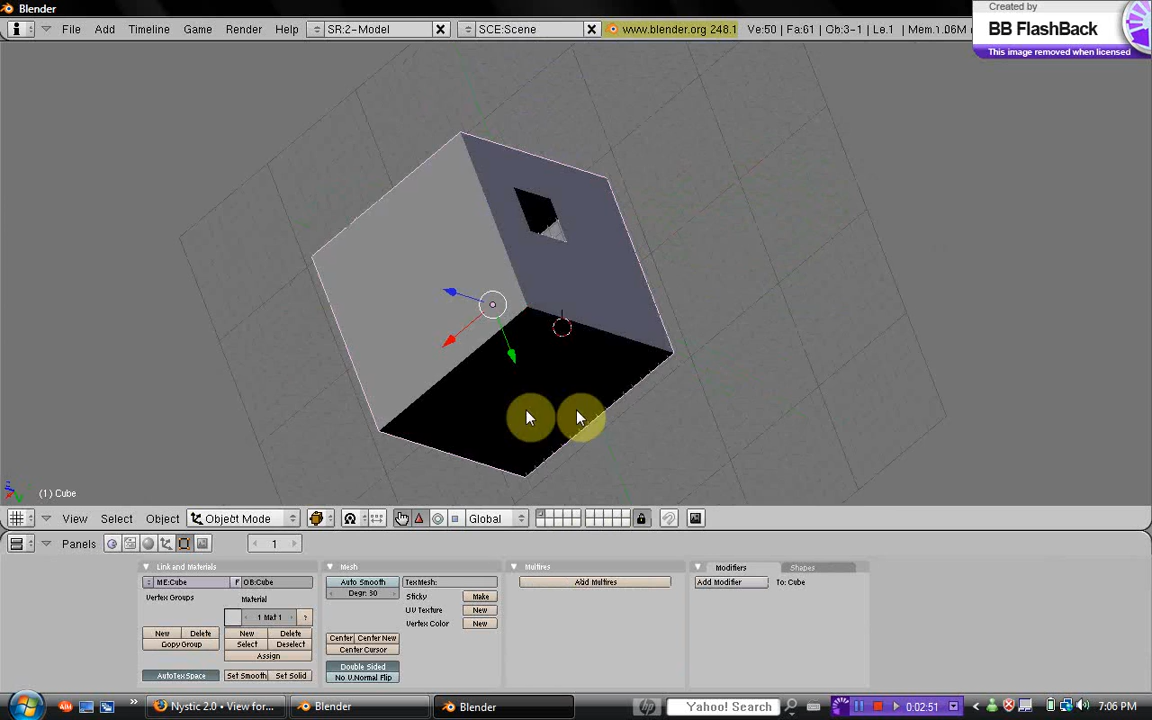 Blender
Created by
BB FlashBack
This image removed when licensed
File Add Timeline Game Render Help SR:2-Model SCE:Scene www.blender.org 248.1 Ve:50 | Fa:61 | Ob:3-1 | La:1 | Mem:1.06M
(1) Cube
View Select Object Object Mode Global
Panels 1
Link and Materials Mesh Multires Modifiers Shapes
ME:Cube F OB:Cube Auto Smooth TexMesh: Add Multires Add Modifier To: Cube
Degr: 30 Sticky Make
Vertex Groups Material
UV Texture New
1 Mat 1 ? Vertex Color New
New Delete New Delete Center Center New
Copy Group Select Deselect Center Cursor
Assign
Double Sided
AutoTexSpace Set Smooth Set Solid No V.Normal Flip
Nystic 2.0 • View for... Blender Blender Yahoo! Search 0:02:51 7:06 PM